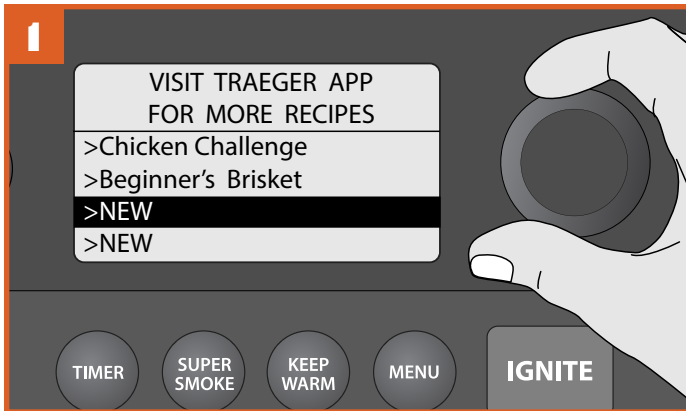 1
VISIT TRAEGER APP
FOR MORE RECIPES
>Chicken Challenge
>Beginner's Brisket
>NEW
>NEW
TIMER
SUPER
SMOKE
KEEP
WARM
MENU
IGNITE